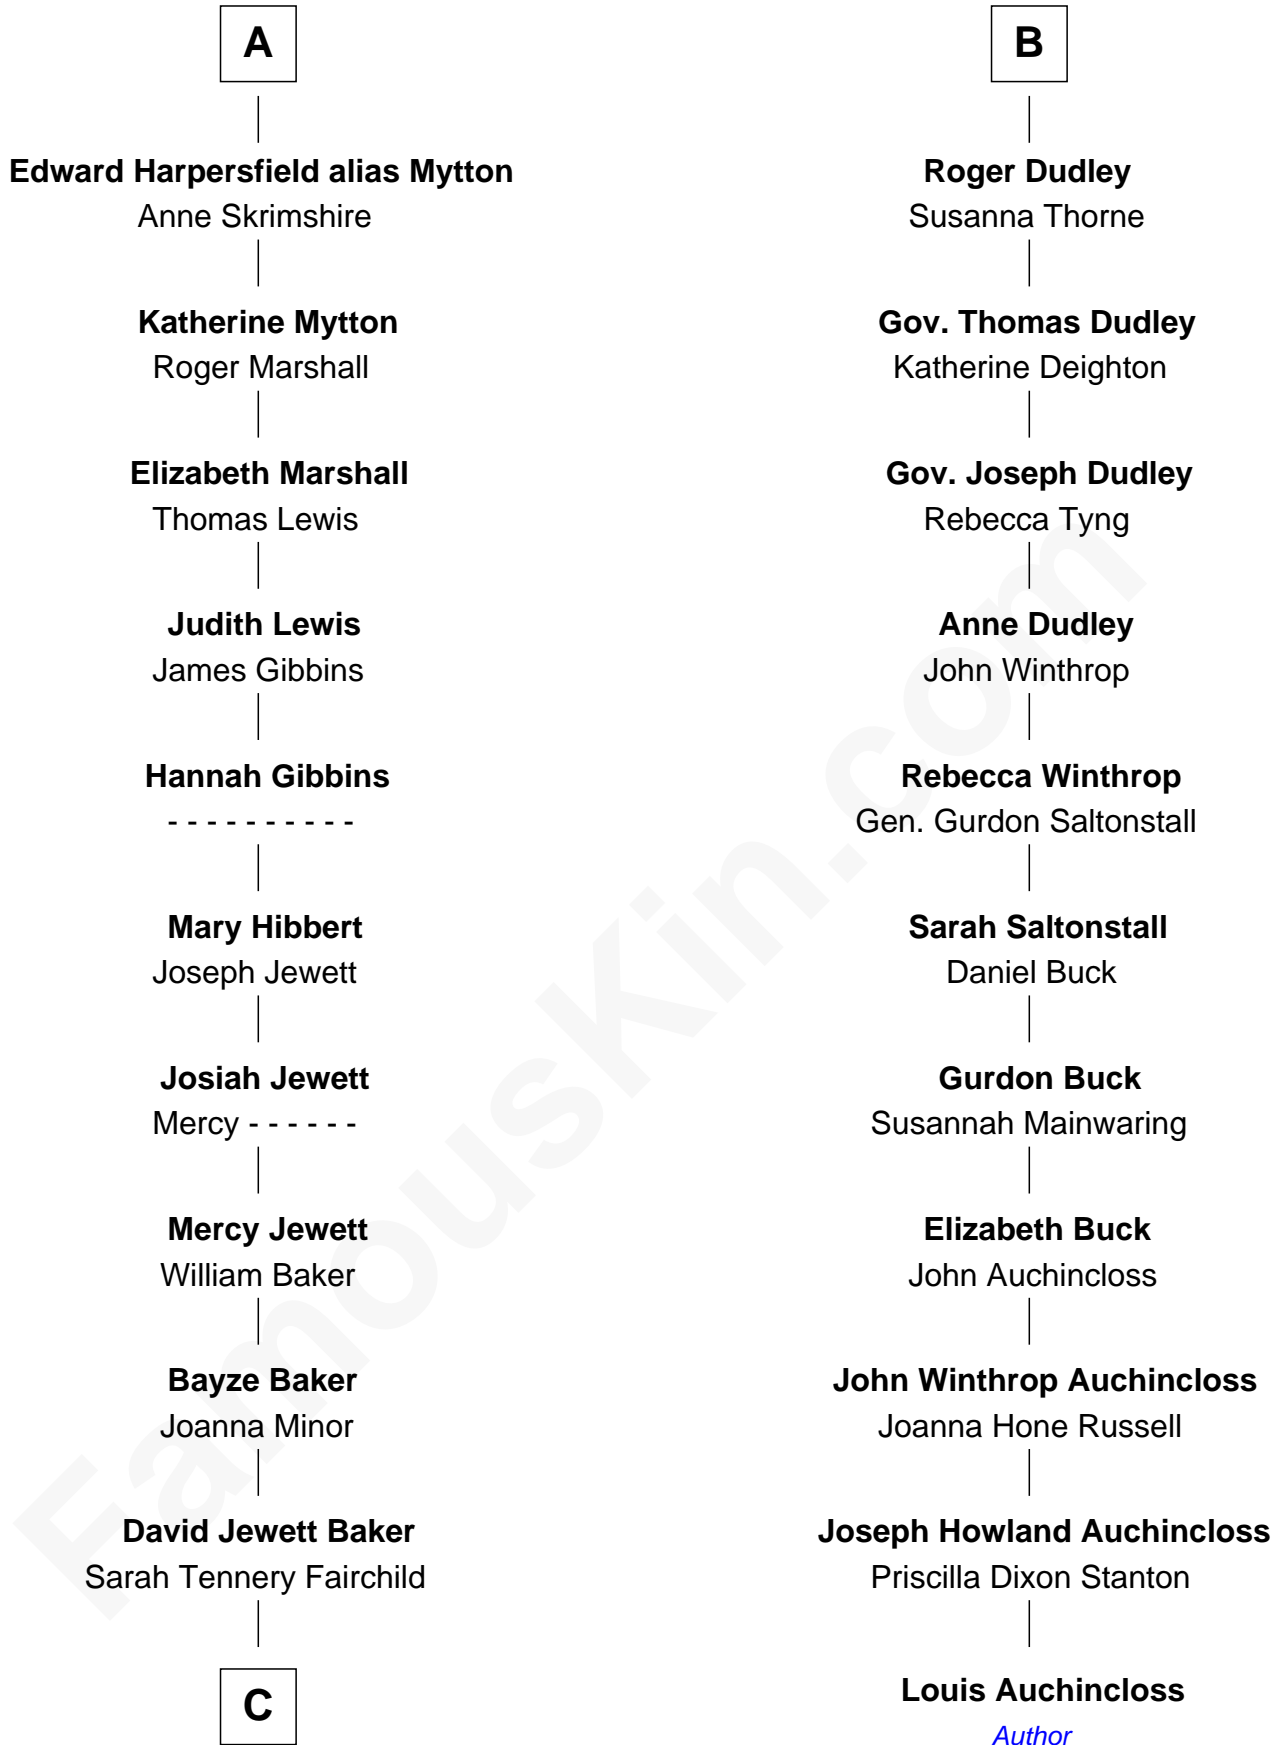 A
Edward Harpersfield alias Mytton
Anne Skrimshire
Katherine Mytton
Roger Marshall
Elizabeth Marshall
Thomas Lewis
Judith Lewis
James Gibbins
Hannah Gibbins
- - - - - - - - - -
Mary Hibbert
Joseph Jewett
Josiah Jewett
Mercy - - - - - -
Mercy Jewett
William Baker
Bayze Baker
Joanna Minor
David Jewett Baker
Sarah Tennery Fairchild
C
B
Roger Dudley
Susanna Thorne
Gov. Thomas Dudley
Katherine Deighton
Gov. Joseph Dudley
Rebecca Tyng
Anne Dudley
John Winthrop
Rebecca Winthrop
Gen. Gurdon Saltonstall
Sarah Saltonstall
Daniel Buck
Gurdon Buck
Susannah Mainwaring
Elizabeth Buck
John Auchincloss
John Winthrop Auchincloss
Joanna Hone Russell
Joseph Howland Auchincloss
Priscilla Dixon Stanton
Louis Auchincloss
Author
FamousKin.com